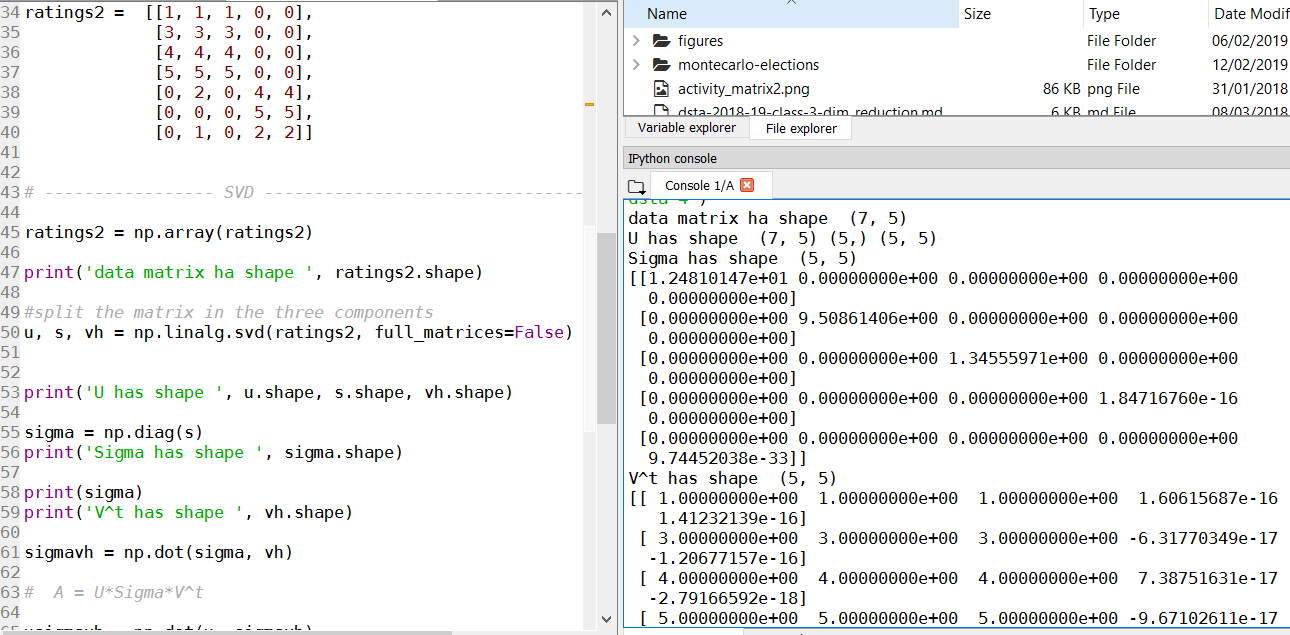 34 ratings2 =  [[1, 1, 1, 0, 0],
35              [3, 3, 3, 0, 0],
36              [4, 4, 4, 0, 0],
37              [5, 5, 5, 0, 0],
38              [0, 2, 0, 4, 4],
39              [0, 0, 0, 5, 5],
40              [0, 1, 0, 2, 2]]
41
42
43 # ----------------- SVD --------------------------------
44
45 ratings2 = np.array(ratings2)
46
47 print('data matrix ha shape ', ratings2.shape)
48
49 #split the matrix in the three components
50 u, s, vh = np.linalg.svd(ratings2, full_matrices=False)
51
52
53 print('U has shape ', u.shape, s.shape, vh.shape)
54
55 sigma = np.diag(s)
56 print('Sigma has shape ', sigma.shape)
57
58 print(sigma)
59 print('V^t has shape ', vh.shape)
60
61 sigmavh = np.dot(sigma, vh)
62
63 #  A = U*Sigma*V^t
64
Name Size Type Date Modif
figures File Folder 06/02/2019
montecarlo-elections File Folder 12/02/2019
activity_matrix2.png 86 KB png File 31/01/2018
dsta-2018-19-class-3-dim_reduction.md 6 KB md File 08/03/2018
Variable explorer File explorer
IPython console
Console 1/A
data matrix ha shape  (7, 5)
U has shape  (7, 5) (5,) (5, 5)
Sigma has shape  (5, 5)
[[1.24810147e+01 0.00000000e+00 0.00000000e+00 0.00000000e+00
  0.00000000e+00]
 [0.00000000e+00 9.50861406e+00 0.00000000e+00 0.00000000e+00
  0.00000000e+00]
 [0.00000000e+00 0.00000000e+00 1.34555971e+00 0.00000000e+00
  0.00000000e+00]
 [0.00000000e+00 0.00000000e+00 0.00000000e+00 1.84716760e-16
  0.00000000e+00]
 [0.00000000e+00 0.00000000e+00 0.00000000e+00 0.00000000e+00
  9.74452038e-33]]
V^t has shape  (5, 5)
[[ 1.00000000e+00  1.00000000e+00  1.00000000e+00  1.60615687e-16
   1.41232139e-16]
 [ 3.00000000e+00  3.00000000e+00  3.00000000e+00 -6.31770349e-17
  -1.20677157e-16]
 [ 4.00000000e+00  4.00000000e+00  4.00000000e+00  7.38751631e-17
  -2.79166592e-18]
 [ 5.00000000e+00  5.00000000e+00  5.00000000e+00 -9.67102611e-17